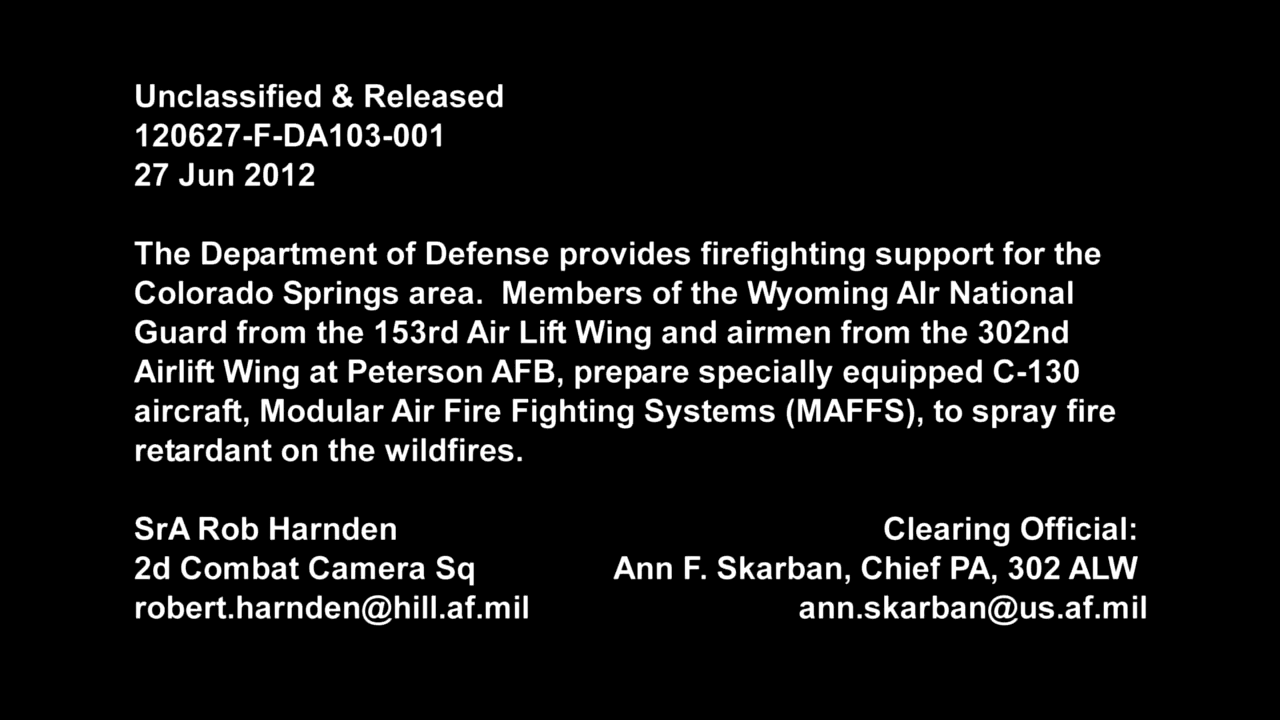 Unclassified & Released
120627-F-DA103-001
27 Jun 2012
The Department of Defense provides firefighting support for the
Colorado Springs area.  Members of the Wyoming AIr National
Guard from the 153rd Air Lift Wing and airmen from the 302nd
Airlift Wing at Peterson AFB, prepare specially equipped C-130
aircraft, Modular Air Fire Fighting Systems (MAFFS), to spray fire
retardant on the wildfires.
SrA Rob Harnden
2d Combat Camera Sq
robert.harnden@hill.af.mil
Clearing Official:
Ann F. Skarban, Chief PA, 302 ALW
ann.skarban@us.af.mil